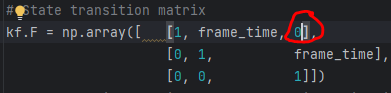 # State transition matrix
kf.F = np.array([    [1, frame_time, 0],
[0, 1,          frame_time],
[0, 0,          1]])